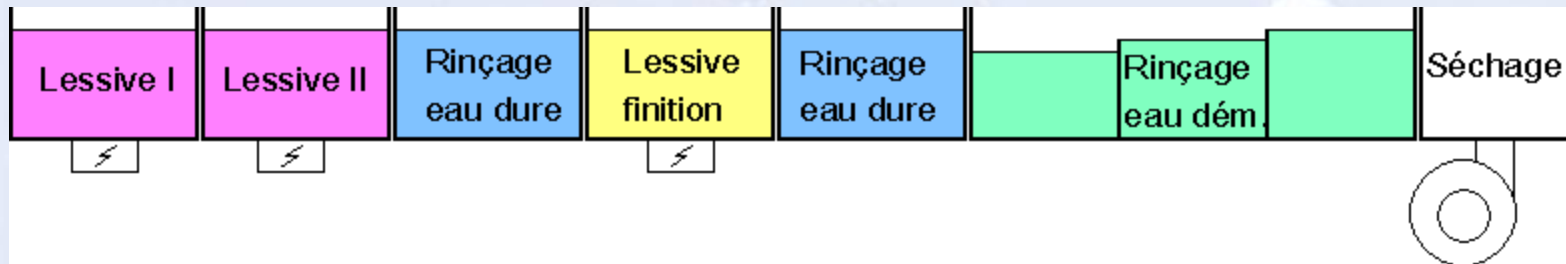 Lessive I
Lessive II
Rinçage
eau dure
Lessive
finition
Rinçage
eau dure
Rinçage
eau dém.
Séchage